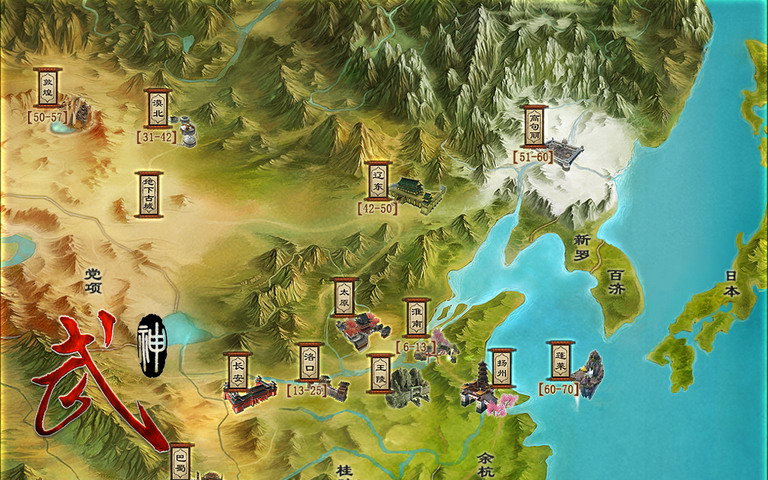 敦煌
[50-57]
漠北
[31-42]
高句丽
[51-60]
辽东
[42-50]
地下古城
新罗
百济
日本
党项
太原
淮南
[6-13]
武神
长安
洛口
[13-25]
王陵
扬州
蓬莱
[60-70]
巴蜀
桂
余杭